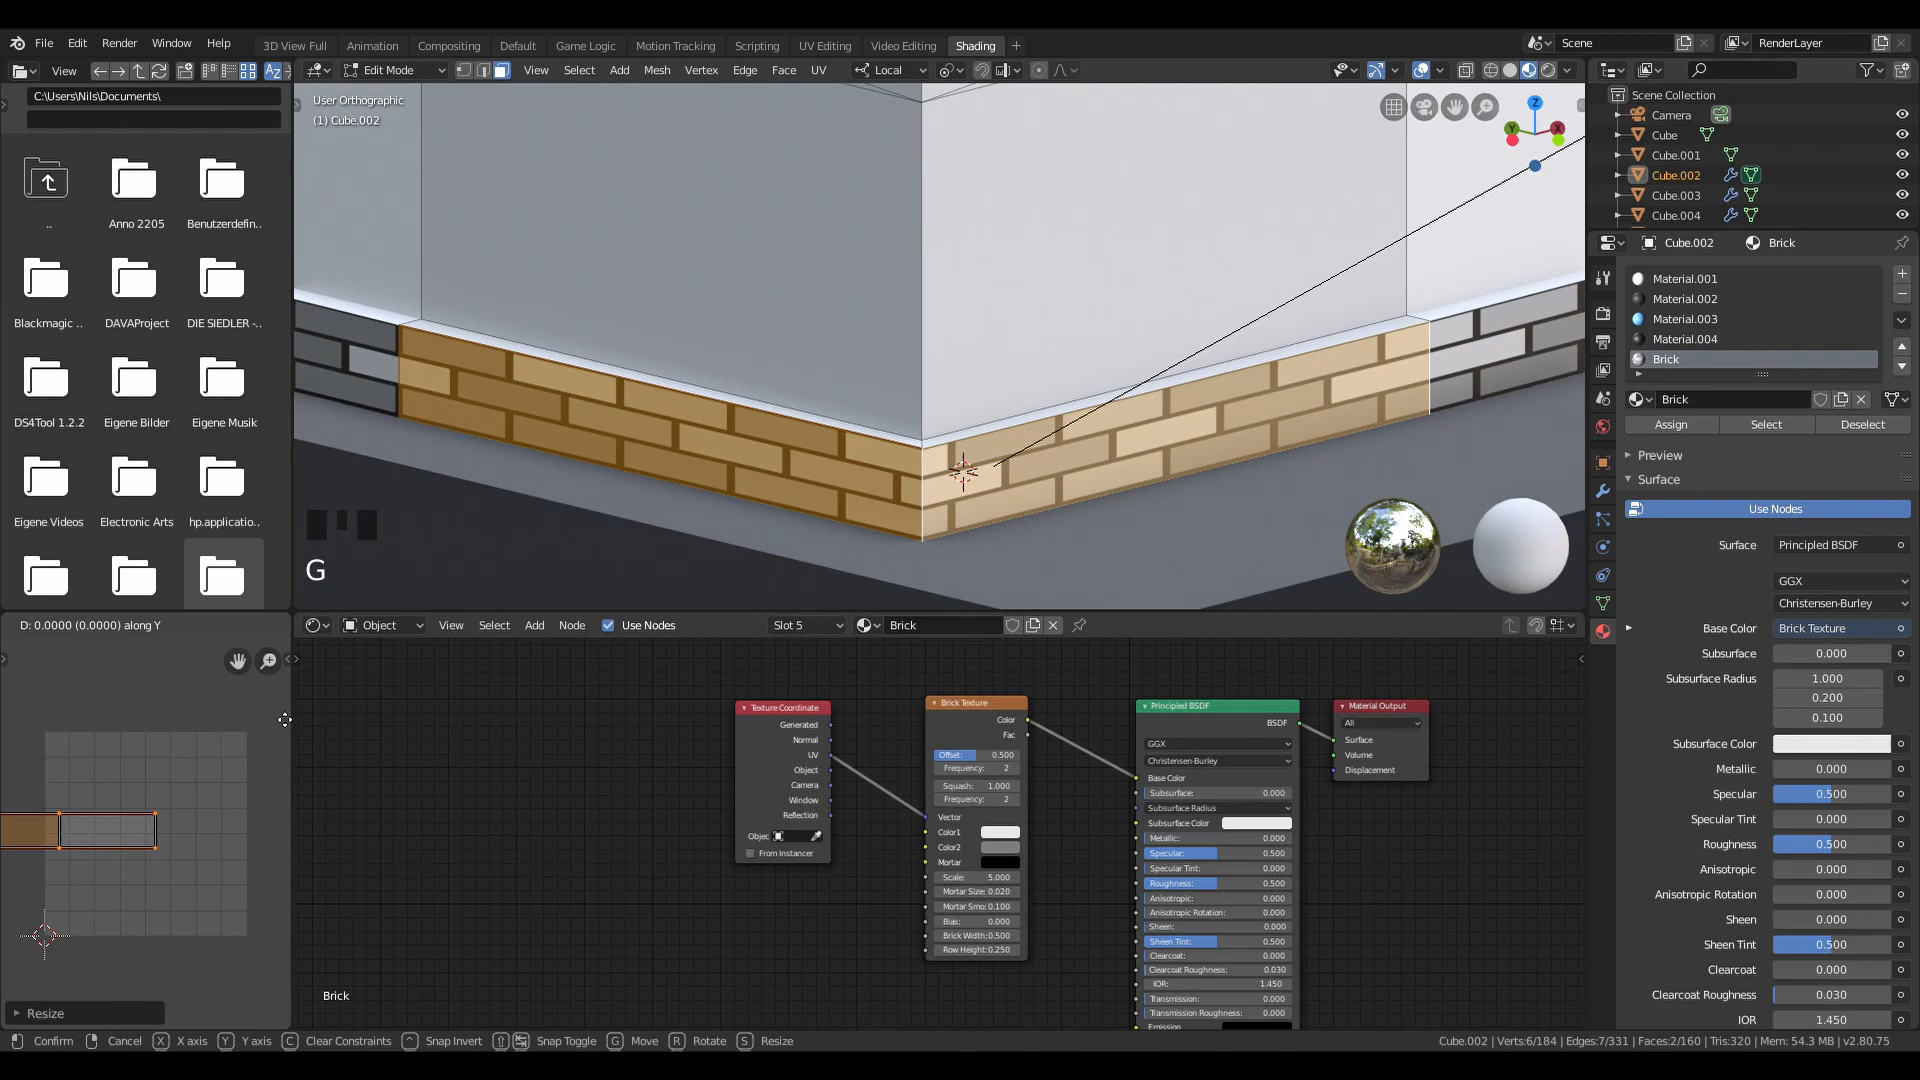 File Edit Render Window Help
3D View Full Animation Compositing Default Game Logic Motion Tracking Scripting UV Editing Video Editing Shading +
Scene RenderLayer
View
Edit Mode View Select Add Mesh Vertex Edge Face UV Local
C:\Users\Nils\Documents\
User Orthographic
(1) Cube.002
..
Anno 2205
Benutzerdefin..
Blackmagic ..
DAVAProject
DIE SIEDLER -..
DS4Tool 1.2.2
Eigene Bilder
Eigene Musik
Eigene Videos
Electronic Arts
hp.applicatio..
Z
Y
X
G
Scene Collection
Camera
Cube
Cube.001
Cube.002
Cube.003
Cube.004
Cube.002 Brick
Material.001
Material.002
Material.003
Material.004
Brick
Brick
Assign Select Deselect
Preview
Surface
Use Nodes
Surface Principled BSDF
GGX
Christensen-Burley
Base Color Brick Texture
Subsurface 0.000
Subsurface Radius 1.000
0.200
0.100
Subsurface Color
Metallic 0.000
Specular 0.500
Specular Tint 0.000
Roughness 0.500
Anisotropic 0.000
Anisotropic Rotation 0.000
Sheen 0.000
Sheen Tint 0.500
Clearcoat 0.000
Clearcoat Roughness 0.030
IOR 1.450
D: 0.0000 (0.0000) along Y
Resize
Object View Select Add Node Use Nodes Slot 5 Brick
Texture Coordinate
Generated
Normal
UV
Object
Camera
Window
Reflection
Objec
From Instancer
Brick Texture
Color
Fac
Offset: 0.500
Frequency: 2
Squash: 1.000
Frequency: 2
Vector
Color1
Color2
Mortar
Scale: 5.000
Mortar Size: 0.020
Mortar Smo: 0.100
Bias: 0.000
Brick Width: 0.500
Row Height: 0.250
Principled BSDF
BSDF
GGX
Christensen-Burley
Base Color
Subsurface: 0.000
Subsurface Radius
Subsurface Color
Metallic: 0.000
Specular: 0.500
Specular Tint: 0.000
Roughness: 0.500
Anisotropic: 0.000
Anisotropic Rotation: 0.000
Sheen: 0.000
Sheen Tint: 0.500
Clearcoat: 0.000
Clearcoat Roughness: 0.030
IOR: 1.450
Transmission: 0.000
Transmission Roughness: 0.000
Emission
Material Output
All
Surface
Volume
Displacement
Brick
Confirm Cancel X X axis Y Y axis C Clear Constraints Snap Invert Snap Toggle G Move R Rotate S Resize
Cube.002 | Verts:6/184 | Edges:7/331 | Faces:2/160 | Tris:320 | Mem: 54.3 MB | v2.80.75